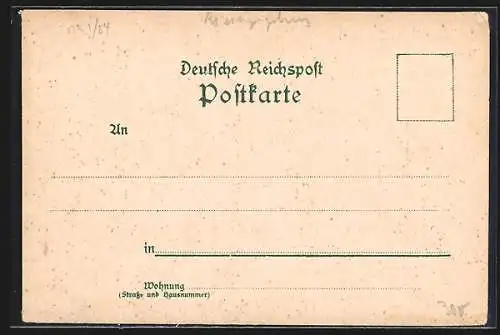 Deutsche Reichspost
Postkarte
An
in
Wohnung
(Straße und Hausnummer)